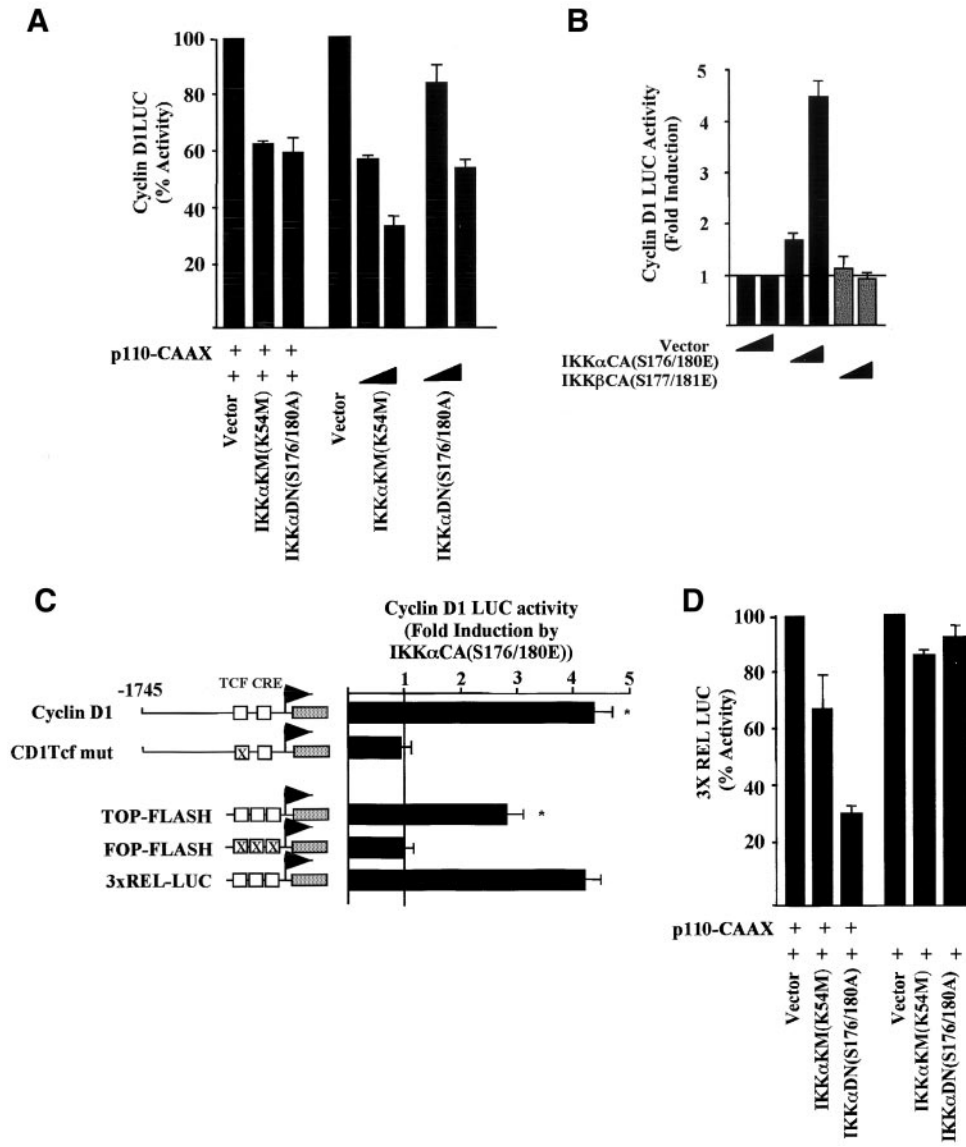 A
Cyclin D1LUC
(% Activity)
100
80
60
40
20
p110-CAAX + + +
+ + +
Vector
IKKαKM(K54M)
IKKαDN(S176/180A)
Vector
IKKαKM(K54M)
IKKαDN(S176/180A)
B
Cyclin D1 LUC Activity
(Fold Induction)
5
4
3
2
1
Vector
IKKαCA(S176/180E)
IKKβCA(S177/181E)
C
Cyclin D1 LUC activity
(Fold Induction by
IKKαCA(S176/180E))
1 2 3 4 5
-1745
TCF CRE
Cyclin D1
*
CD1Tcf mut
X
TOP-FLASH
*
FOP-FLASH
X X X
3xREL-LUC
D
3X REL LUC
(% Activity)
100
80
60
40
20
p110-CAAX + + +
+ + + + + +
Vector
IKKαKM(K54M)
IKKαDN(S176/180A)
Vector
IKKαKM(K54M)
IKKαDN(S176/180A)